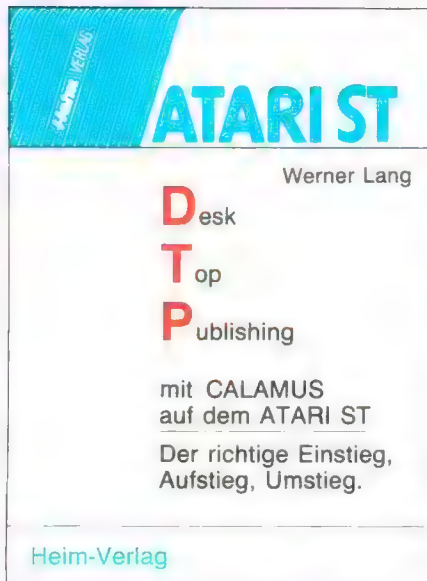 Heim VERLAG
ATARI ST
Werner Lang
Desk
Top
Publishing
mit CALAMUS
auf dem ATARI ST
Der richtige Einstieg,
Aufstieg, Umstieg.
Heim-Verlag